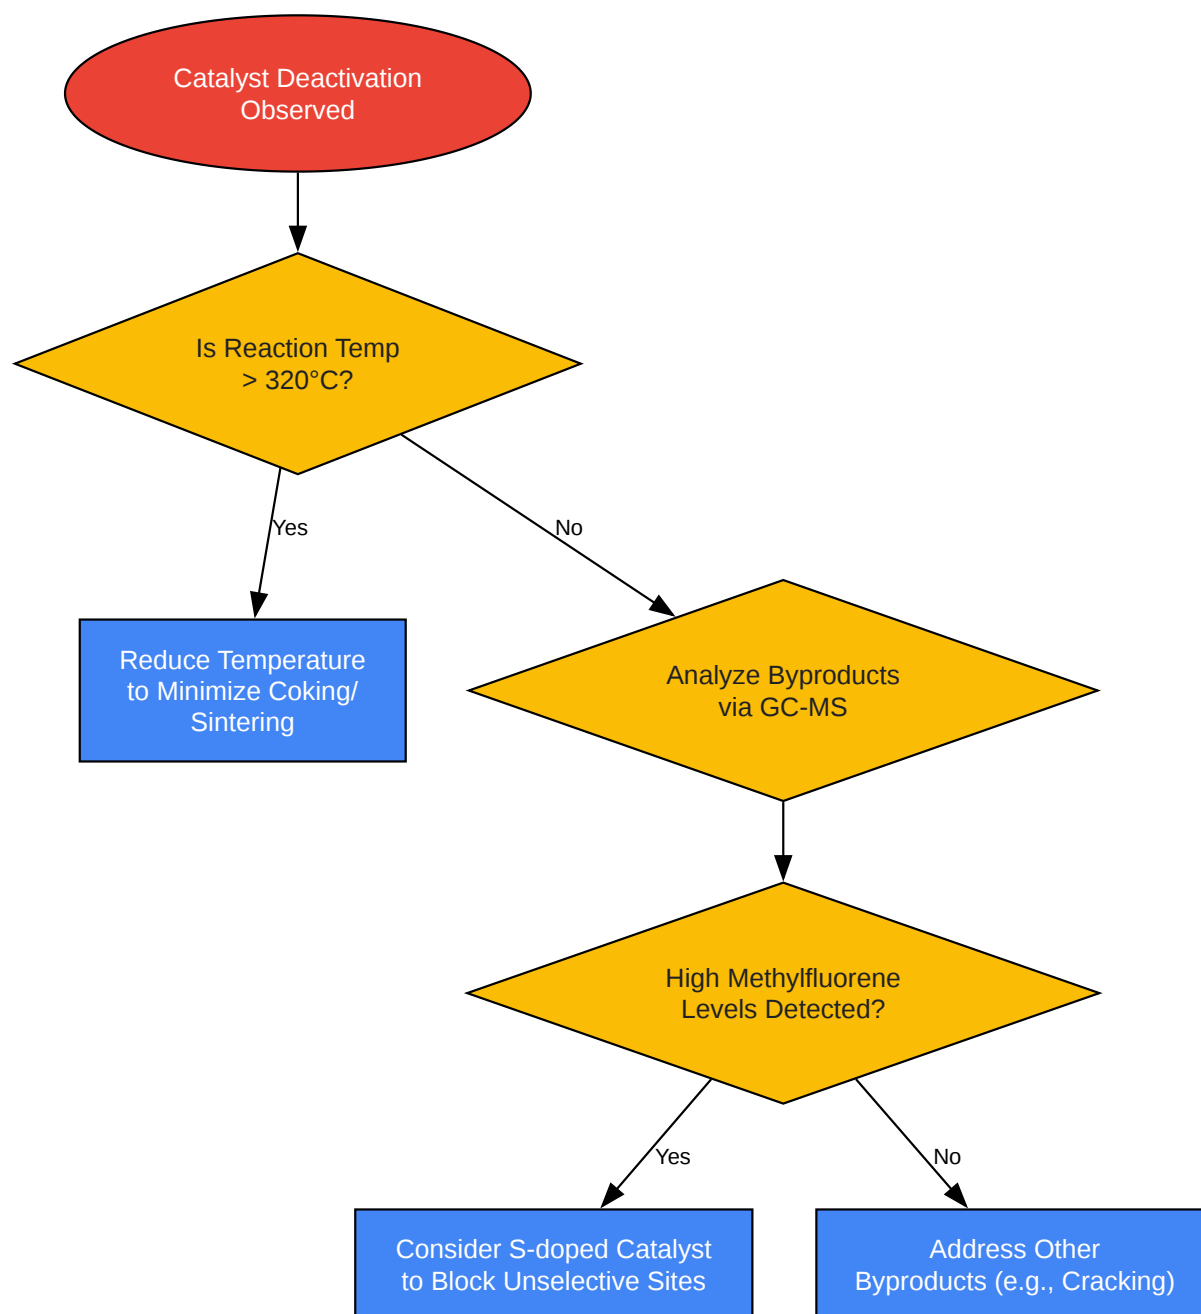 Catalyst Deactivation
Observed
Is Reaction Temp
> 320°C?
Yes
No
Reduce Temperature
to Minimize Coking/
Sintering
Analyze Byproducts
via GC-MS
High Methylfluorene
Levels Detected?
Yes
No
Consider S-doped Catalyst
to Block Unselective Sites
Address Other
Byproducts (e.g., Cracking)